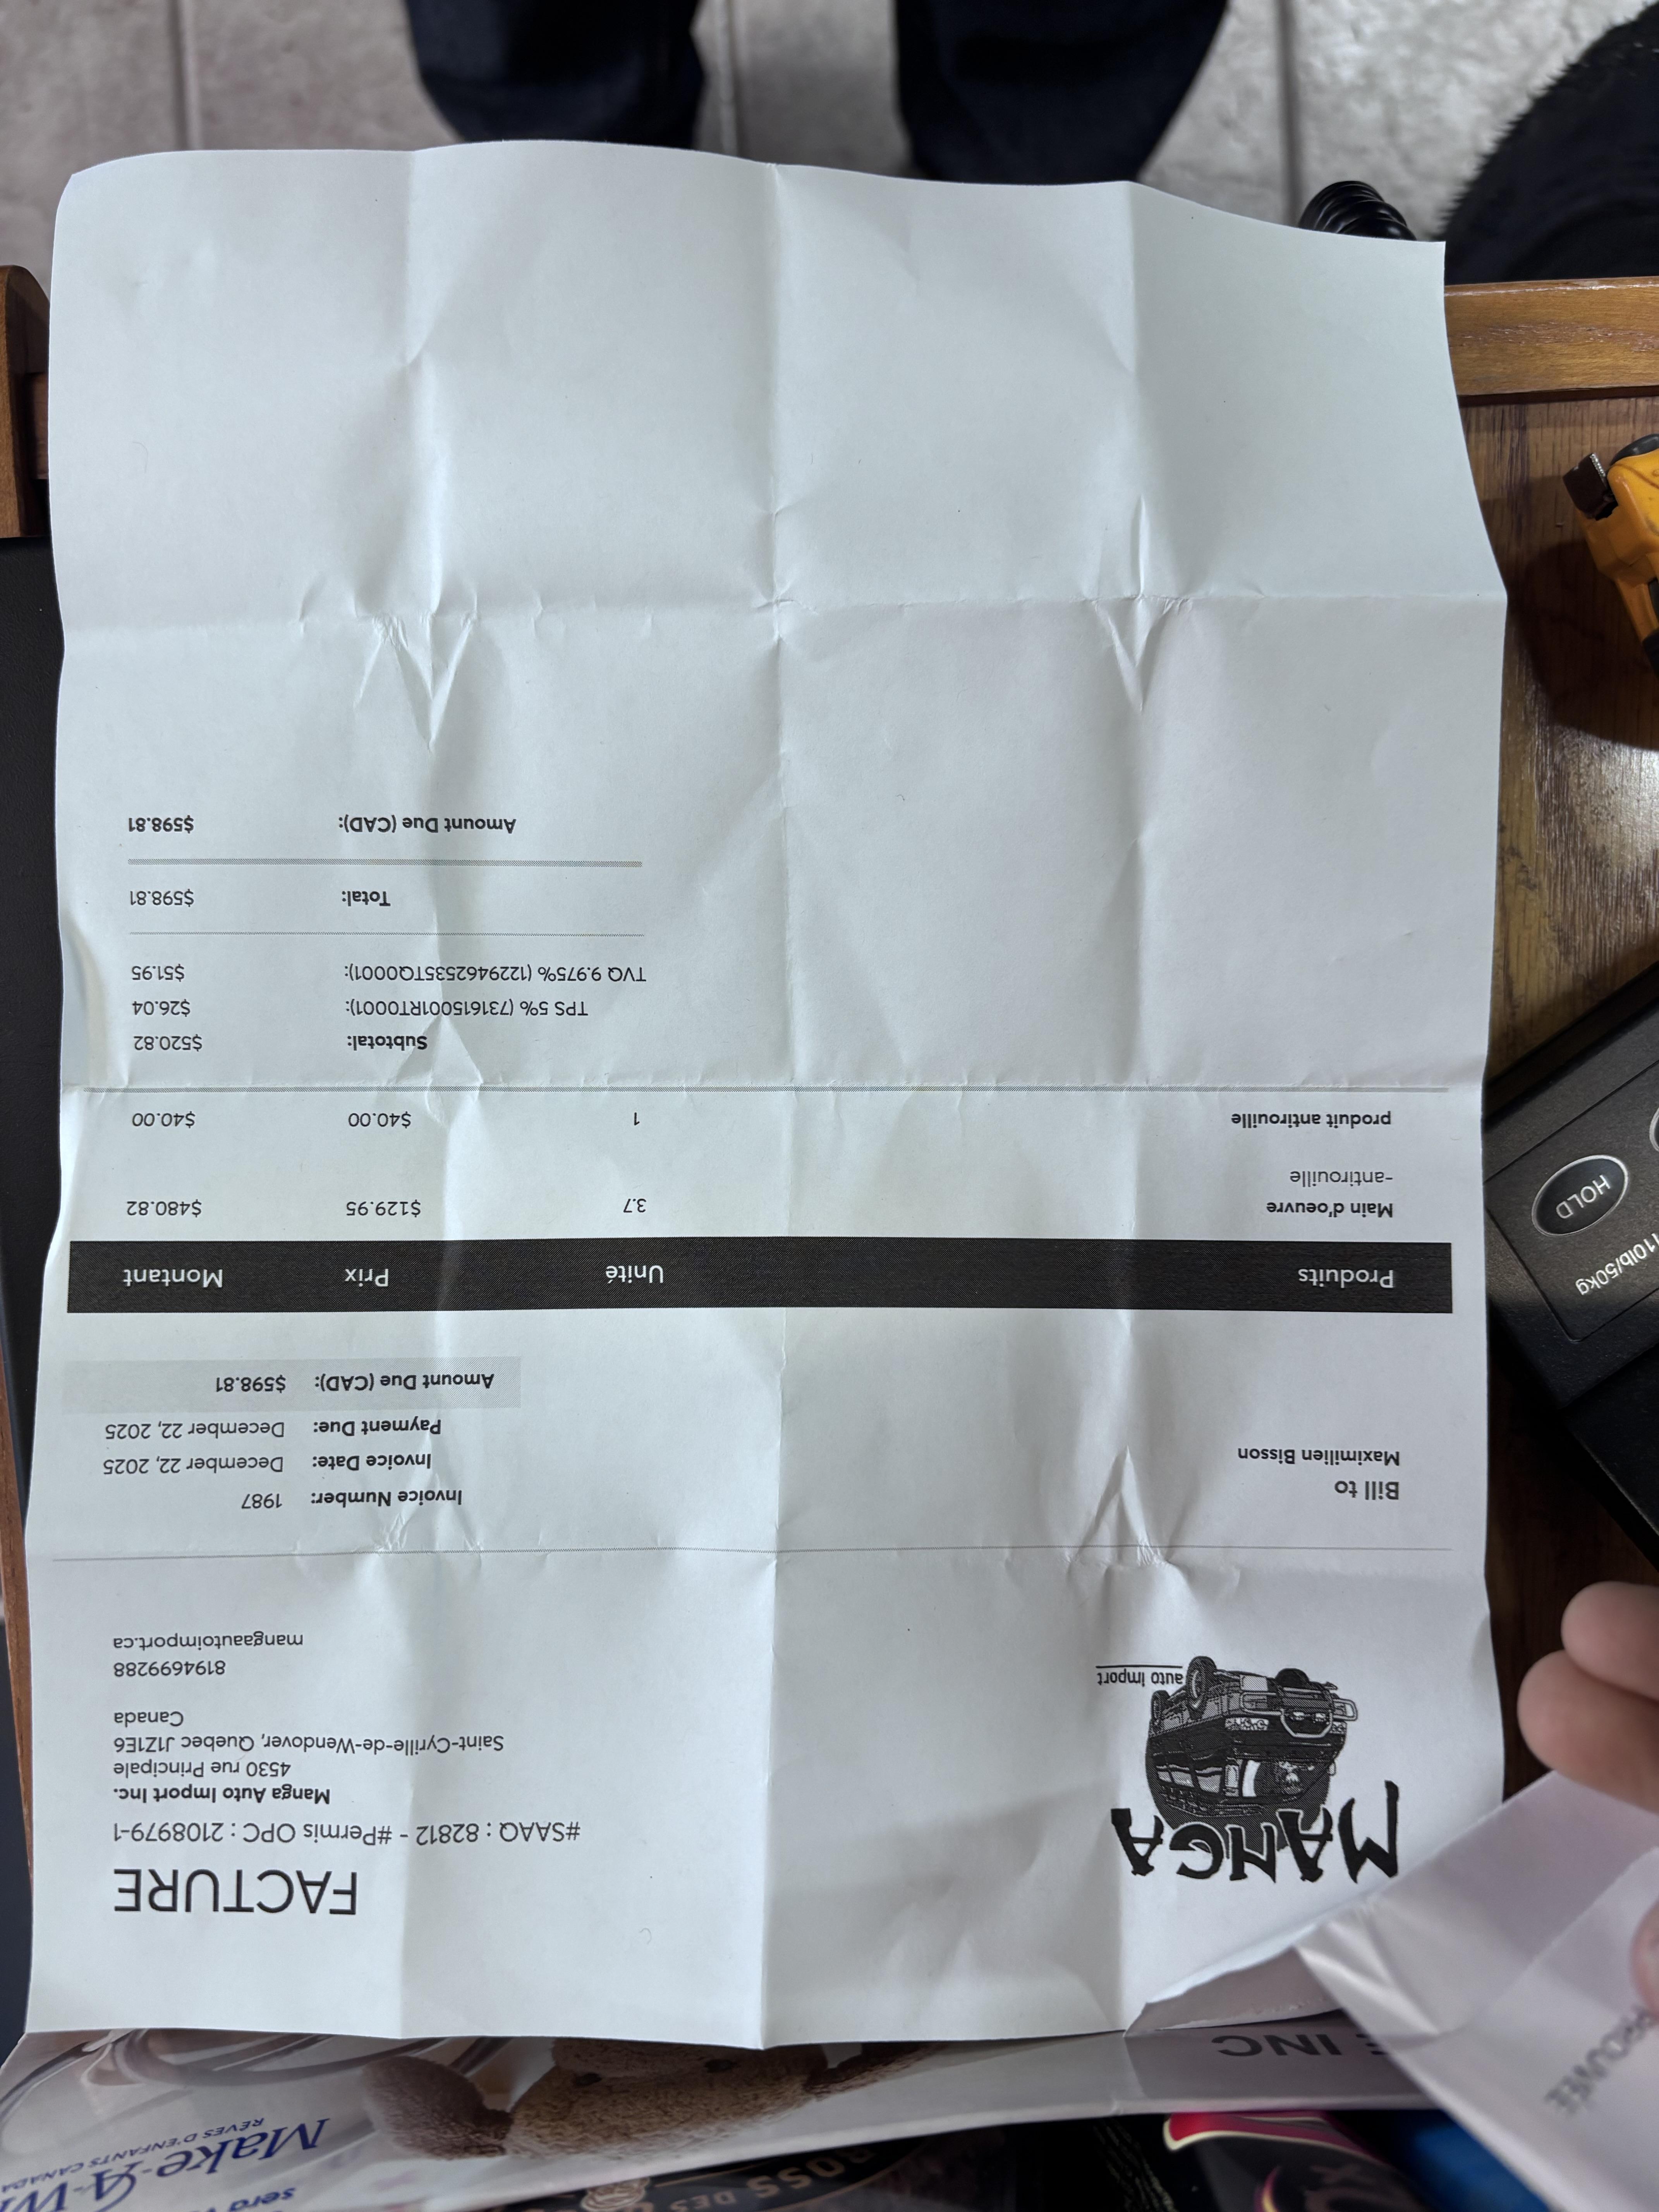 MANGA
auto import
FACTURE
#SAAQ : 82812 - #Permis OPC : 2108979-1
Manga Auto Import Inc.
4530 rue Principale
Saint-Cyrille-de-Wendover, Quebec J1Z1E6
Canada
8194699288
mangaautoimport.ca
Bill to
Maximilien Bisson
Invoice Number: 1987
Invoice Date: December 22, 2025
Payment Due: December 22, 2025
Amount Due (CAD): $598.81
Produits Unité Prix Montant
Main d'oeuvre 3.7 $129.95 $480.82
-antirouille
produit antirouille 1 $40.00 $40.00
Subtotal: $520.82
TPS 5% (731615001RT0001): $26.04
TVQ 9.975% (1229462535TQ0001): $51.95
Total: $598.81
Amount Due (CAD): $598.81
HOLD
110lb/50kg
INC
Make-A-W
RÊVES D'ENFANTS CANADA
sera
DES